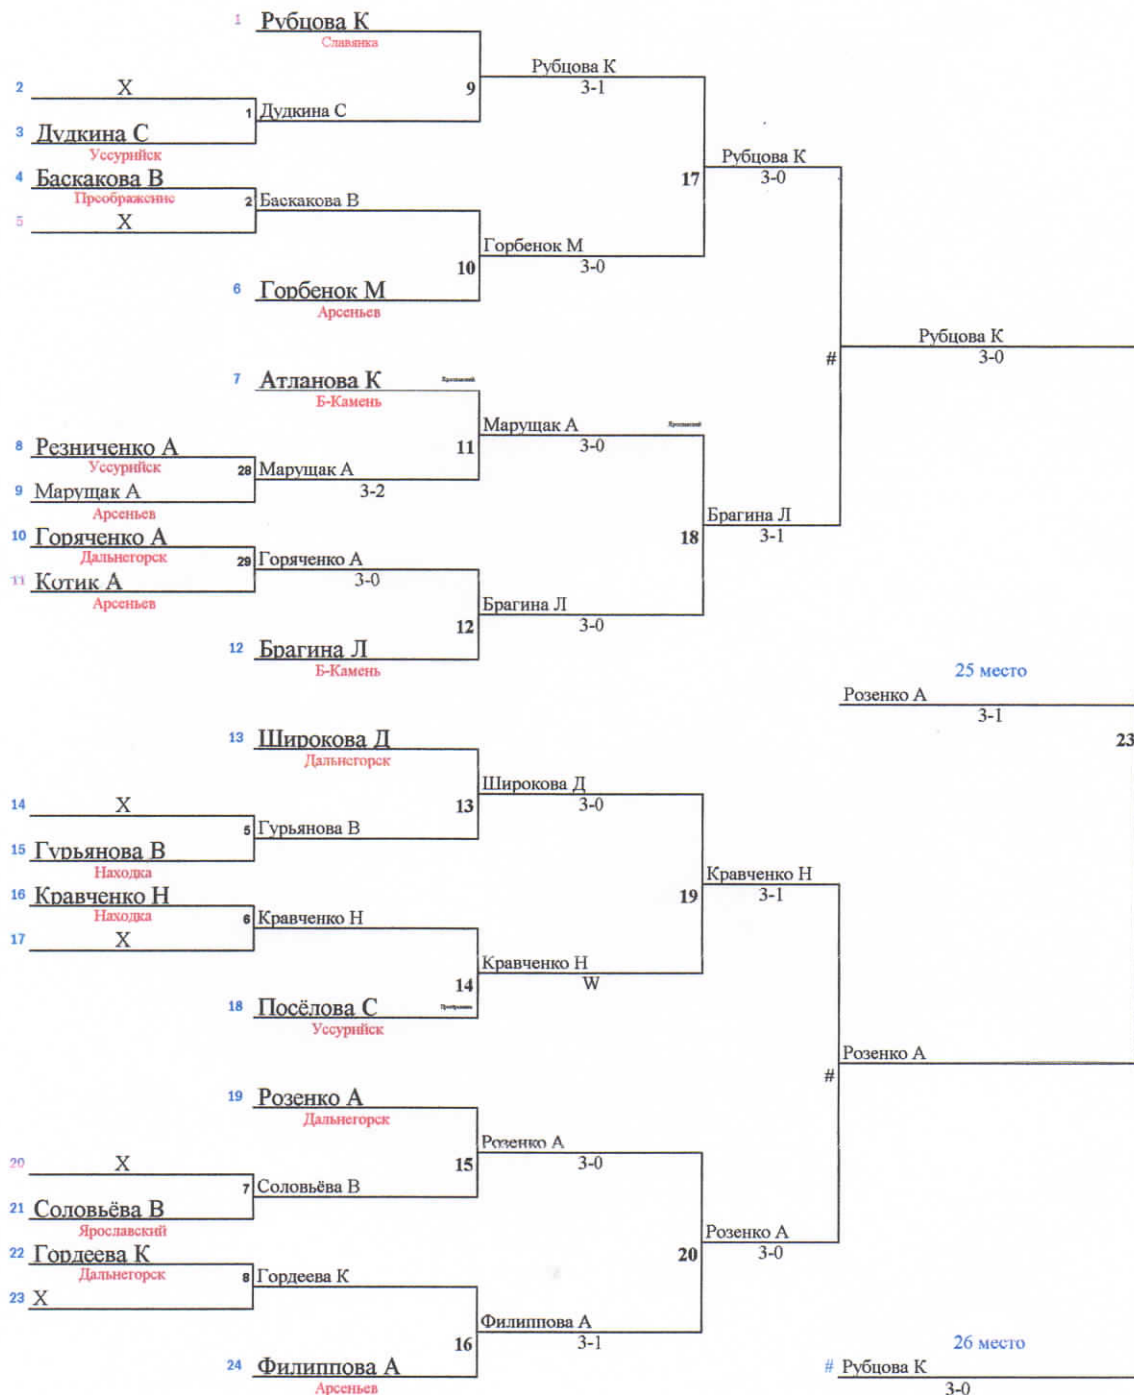 1 Рубцова К
Славянка
Рубцова К
3-1
9
2 X
1 Дудкина С
3 Дудкина С
Уссурийск
Рубцова К
3-0
17
4 Баскакова В
Преображение
2 Баскакова В
5 X
Горбенок М
3-0
10
6 Горбенок М
Арсеньев
Рубцова К
3-0
#
7 Атланова К
Б-Камень
Марущак А
3-0
11
8 Резниченко А
Уссурийск
28 Марущак А
3-2
9 Марущак А
Арсеньев
Брагина Л
3-1
18
10 Горяченко А
Дальнегорск
29 Горяченко А
3-0
11 Котик А
Арсеньев
Брагина Л
3-0
12
12 Брагина Л
Б-Камень
25 место
Розенко А
3-1
23
13 Широкова Д
Дальнегорск
Широкова Д
3-0
13
14 X
5 Гурьянова В
15 Гурьянова В
Находка
Кравченко Н
3-1
19
16 Кравченко Н
Находка
6 Кравченко Н
17 X
Кравченко Н
W
14
18 Посёлова С
Уссурийск
Розенко А
#
19 Розенко А
Дальнегорск
Розенко А
3-0
15
20 X
7 Соловьёва В
21 Соловьёва В
Ярославский
Розенко А
3-0
20
22 Гордеева К
Дальнегорск
8 Гордеева К
23 X
Филиппова А
3-1
16
24 Филиппова А
Арсеньев
26 место
# Рубцова К
3-0